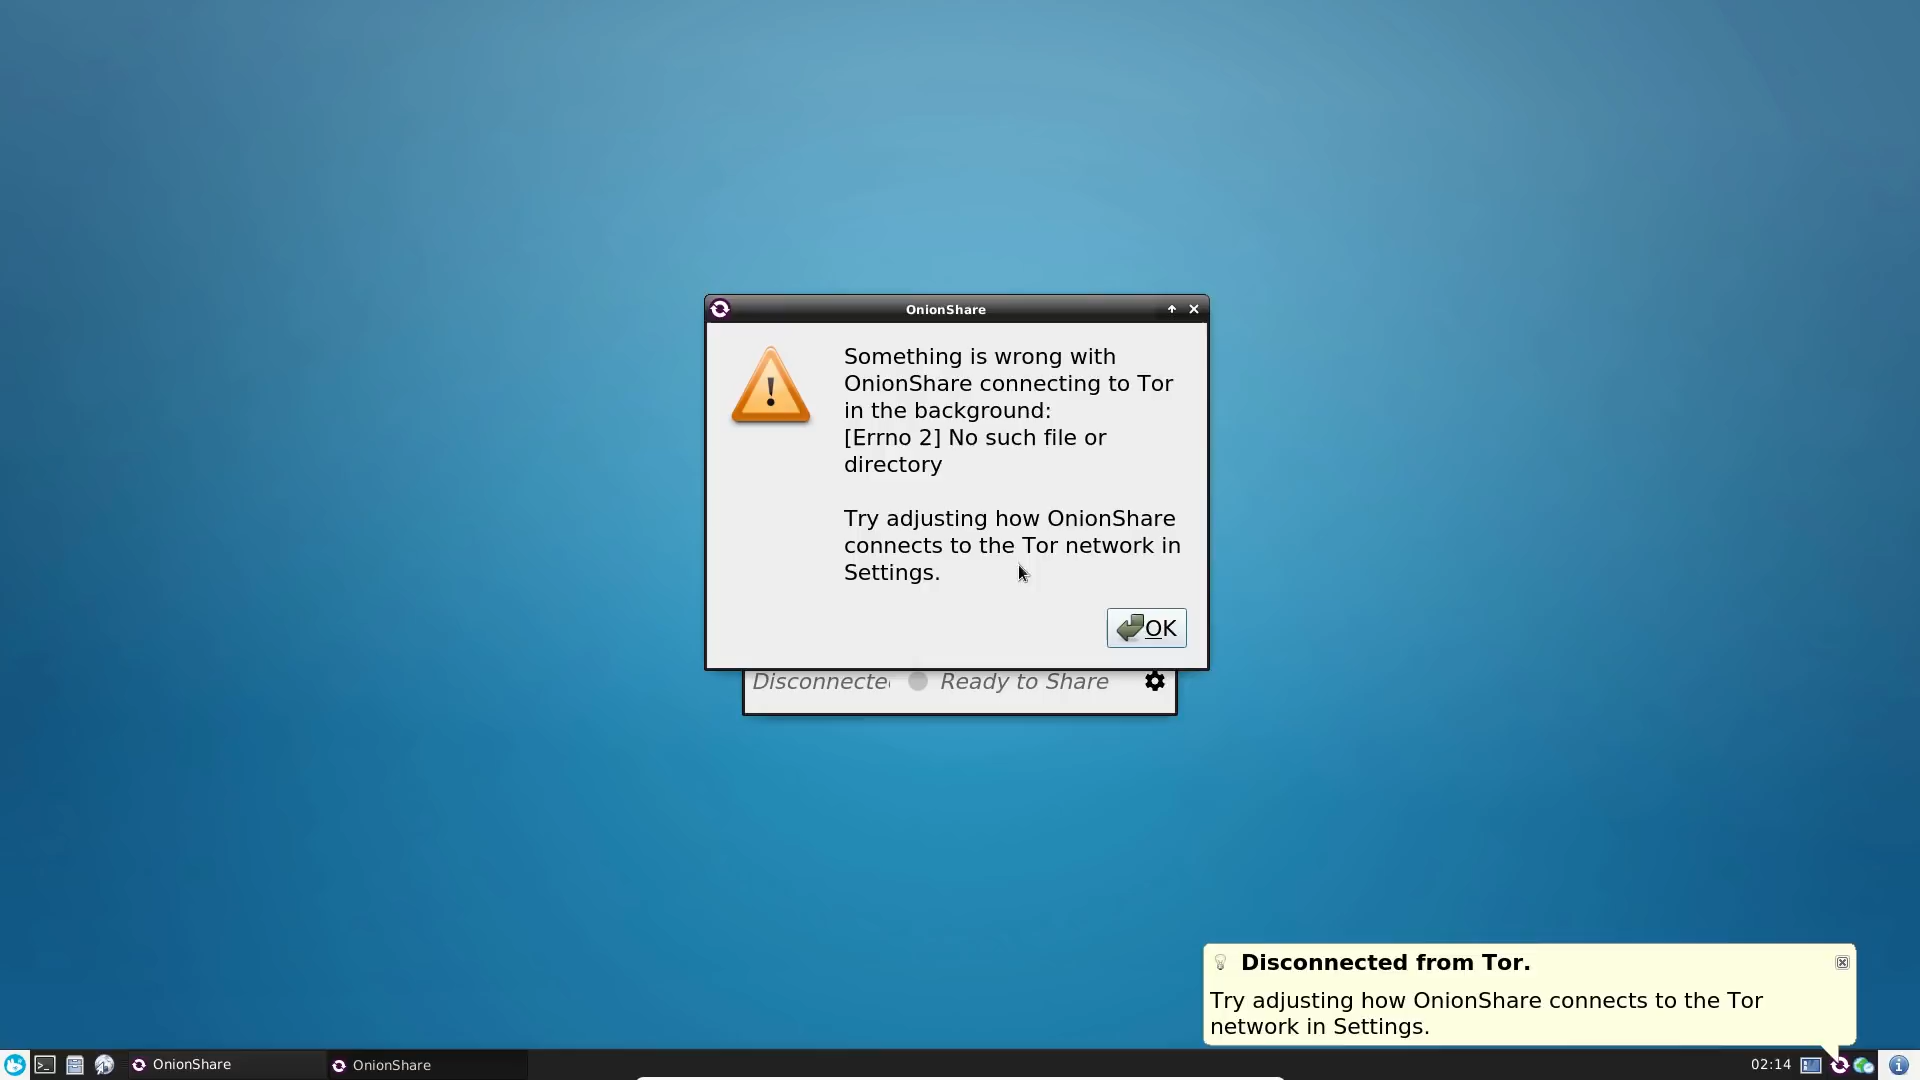 OnionShare
Something is wrong with
OnionShare connecting to Tor
in the background:
[Errno 2] No such file or
directory
Try adjusting how OnionShare
connects to the Tor network in
Settings.
OK
Ready to Share
Disconnected from Tor.
Try adjusting how OnionShare connects to the Tor
network in Settings.
OnionShare
OnionShare
02:14